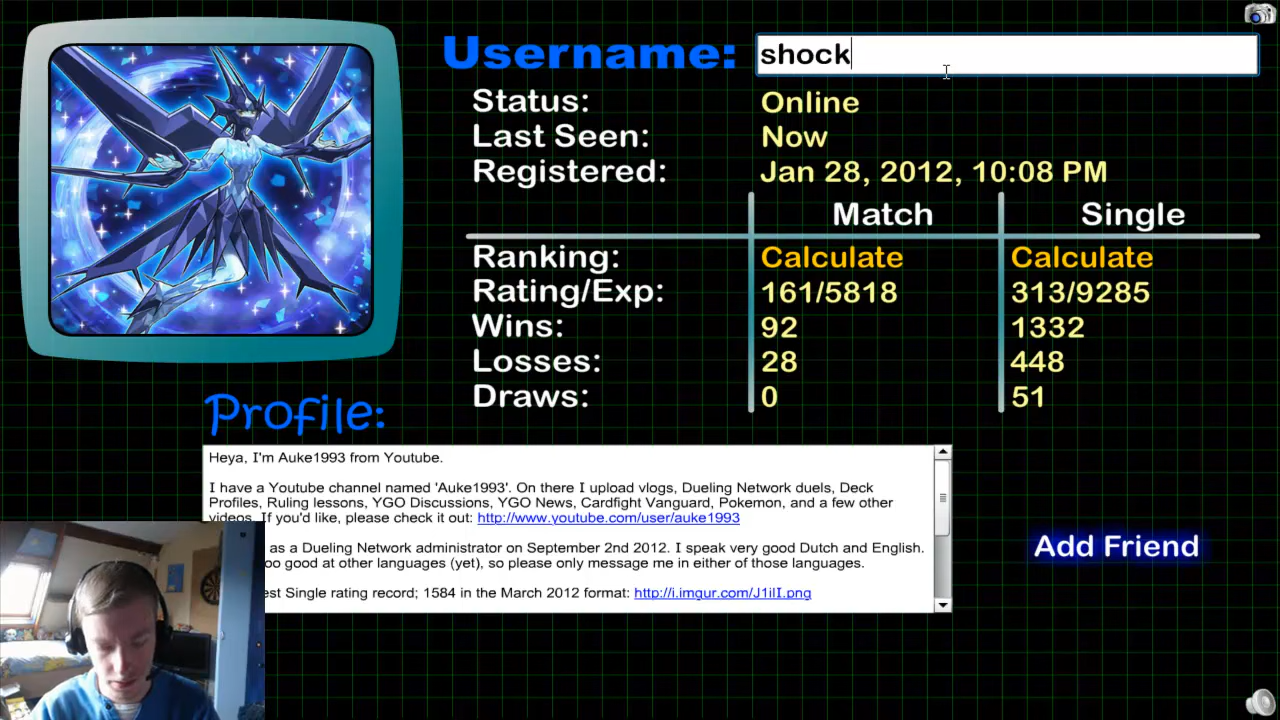 Username: shock
Status: Online
Last Seen: Now
Registered: Jan 28, 2012, 10:08 PM
Match Single
Ranking: Calculate Calculate
Rating/Exp: 161/5818 313/9285
Wins: 92 1332
Losses: 28 448
Draws: 0 51
Profile:
Heya, I'm Auke1993 from Youtube.
I have a Youtube channel named 'Auke1993'. On there I upload vlogs, Dueling Network duels, Deck
Profiles, Ruling lessons, YGO Discussions, YGO News, Cardfight Vanguard, Pokemon, and a few other
videos. If you'd like, please check it out: http://www.youtube.com/user/auke1993
as a Dueling Network administrator on September 2nd 2012. I speak very good Dutch and English.
good at other languages (yet), so please only message me in either of those languages.
Single rating record; 1584 in the March 2012 format: http://i.imgur.com/J1ilI.png
Add Friend